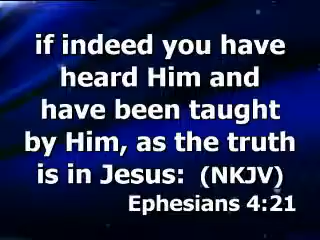 if indeed you have
heard Him and
have been taught
by Him, as the truth
is in Jesus: (NKJV)
Ephesians 4:21